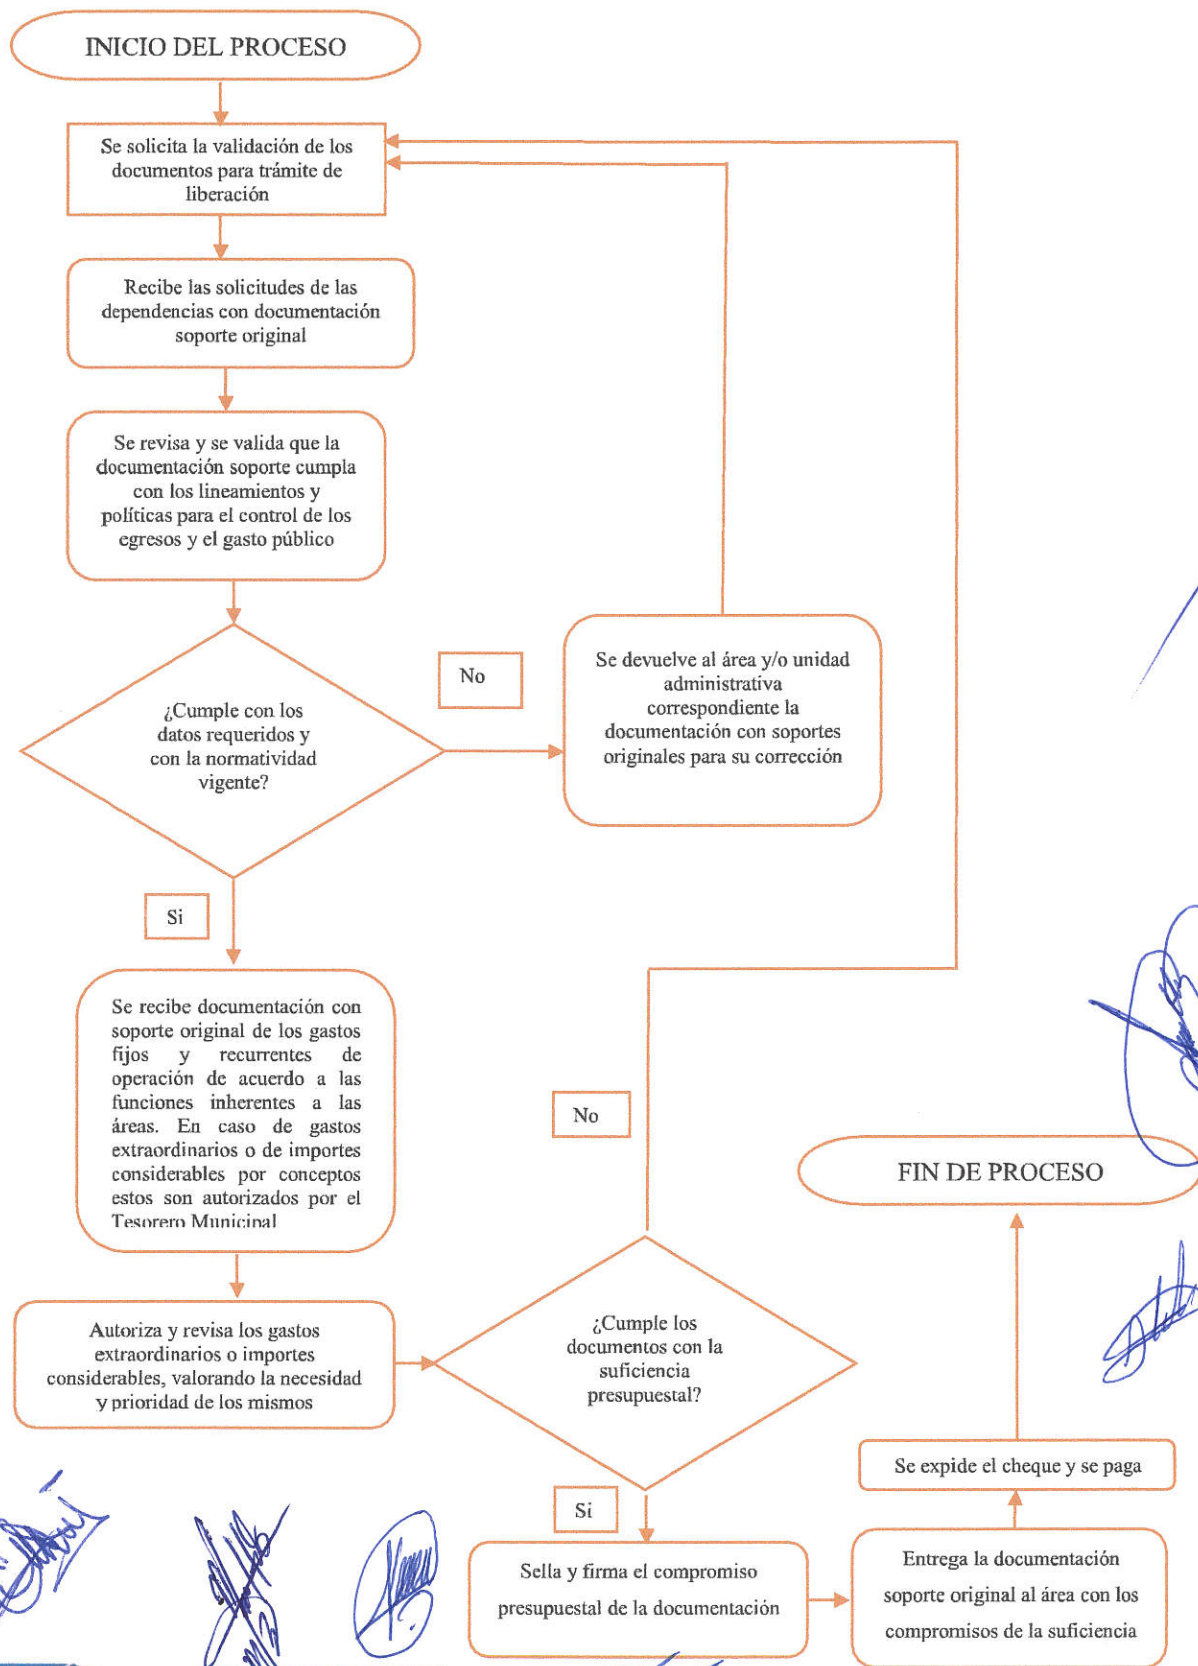 INICIO DEL PROCESO
Se solicita la validación de los
documentos para trámite de
liberación
Recibe las solicitudes de las
dependencias con documentación
soporte original
Se revisa y se valida que la
documentación soporte cumpla
con los lineamientos y
políticas para el control de los
egresos y el gasto público
¿Cumple con los
datos requeridos y
con la normatividad
vigente?
No
Se devuelve al área y/o unidad
administrativa
correspondiente la
documentación con soportes
originales para su corrección
Si
Se recibe documentación con
soporte original de los gastos
fijos y recurrentes de
operación de acuerdo a las
funciones inherentes a las
áreas. En caso de gastos
extraordinarios o de importes
considerables por conceptos
estos son autorizados por el
Tesorero Municipal
Autoriza y revisa los gastos
extraordinarios o importes
considerables, valorando la necesidad
y prioridad de los mismos
No
¿Cumple los
documentos con la
suficiencia
presupuestal?
Si
Sella y firma el compromiso
presupuestal de la documentación
Entrega la documentación
soporte original al área con los
compromisos de la suficiencia
Se expide el cheque y se paga
FIN DE PROCESO